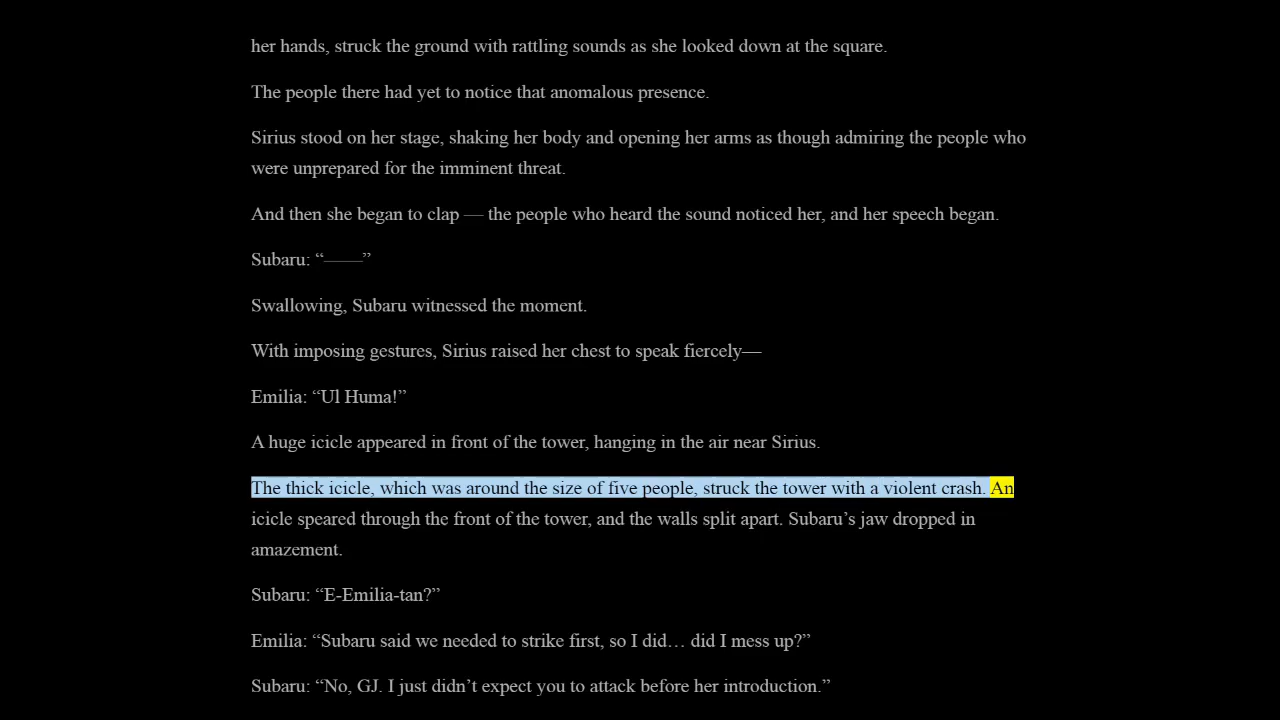 her hands, struck the ground with rattling sounds as she looked down at the square.
The people there had yet to notice that anomalous presence.
Sirius stood on her stage, shaking her body and opening her arms as though admiring the people who
were unprepared for the imminent threat.
And then she began to clap — the people who heard the sound noticed her, and her speech began.
Subaru: “——”
Swallowing, Subaru witnessed the moment.
With imposing gestures, Sirius raised her chest to speak fiercely—
Emilia: “Ul Huma!”
A huge icicle appeared in front of the tower, hanging in the air near Sirius.
The thick icicle, which was around the size of five people, struck the tower with a violent crash. An
icicle speared through the front of the tower, and the walls split apart. Subaru’s jaw dropped in
amazement.
Subaru: “E-Emilia-tan?”
Emilia: “Subaru said we needed to strike first, so I did… did I mess up?”
Subaru: “No, GJ. I just didn’t expect you to attack before her introduction.”